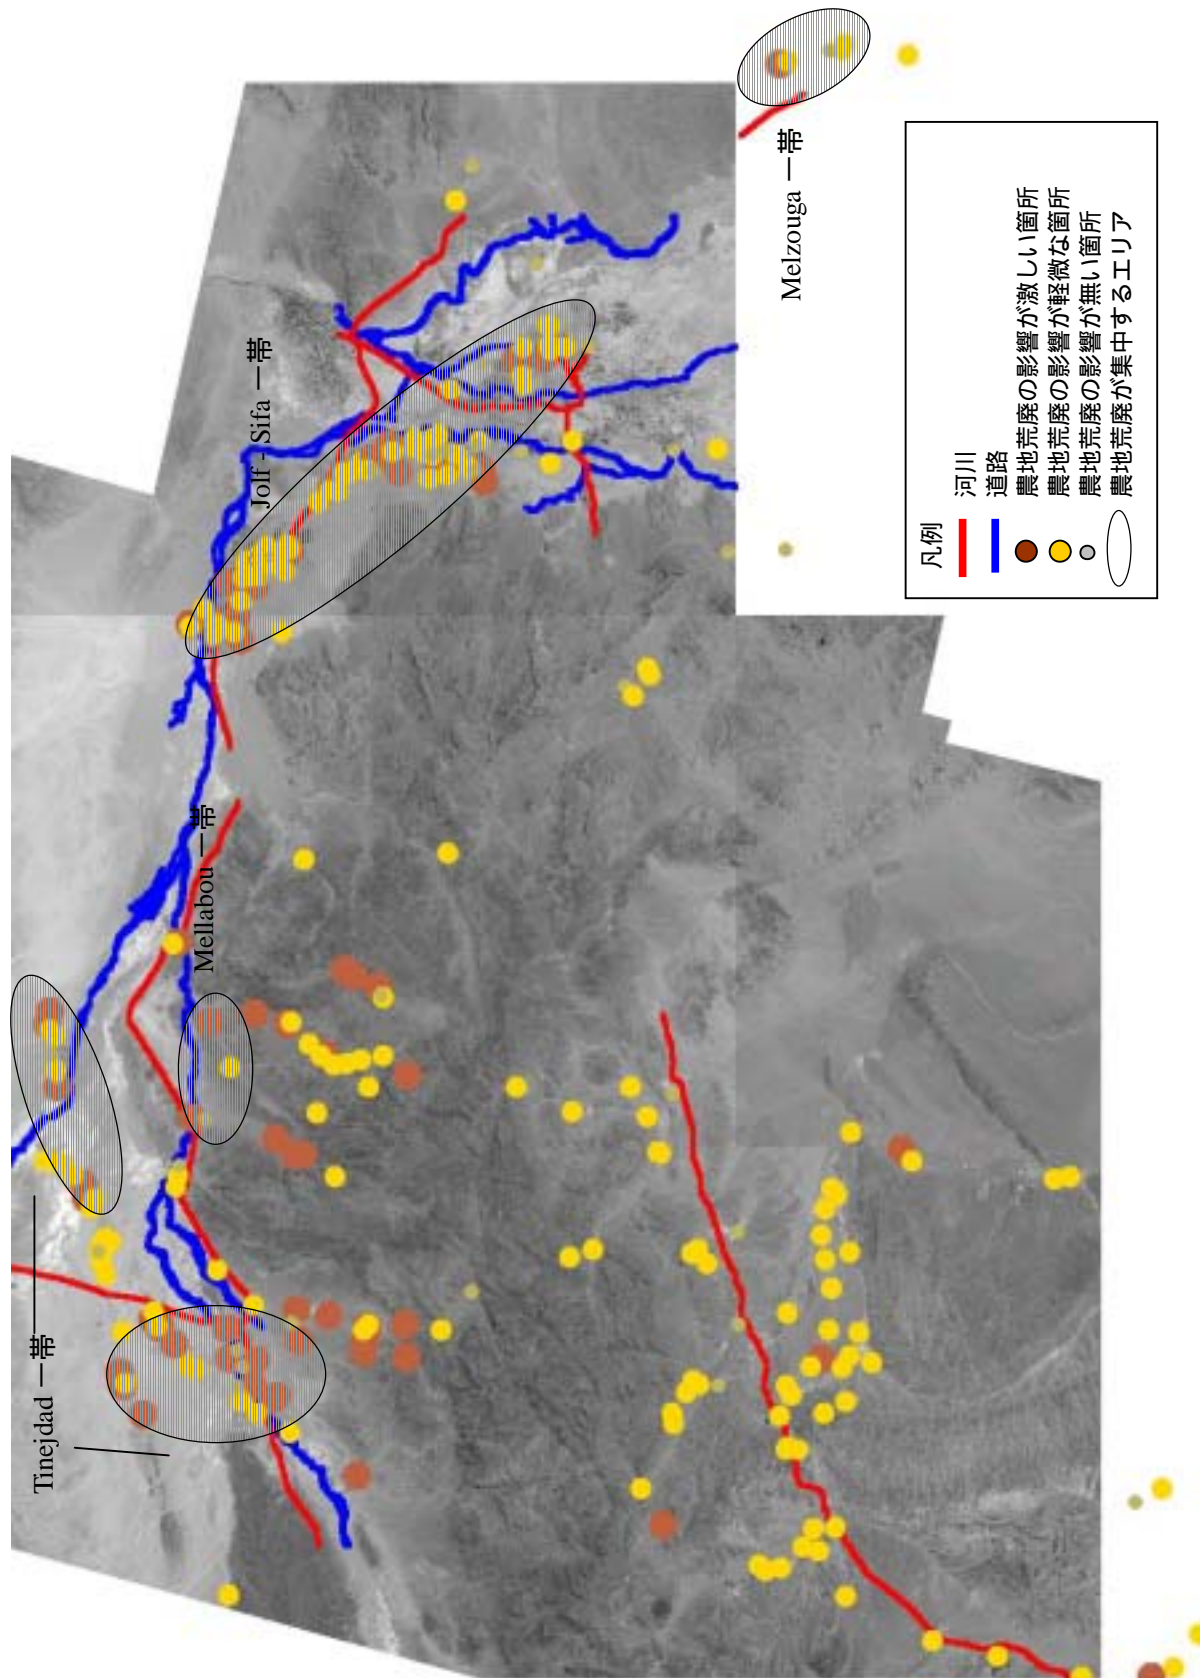 Tinejdad 一帯
Mellabou 一帯
Jolf - Sifa 一帯
Melzouga 一帯
凡例
河川
道路
農地荒廃の影響が激しい箇所
農地荒廃の影響が軽微な箇所
農地荒廃の影響が無い箇所
農地荒廃が集中するエリア